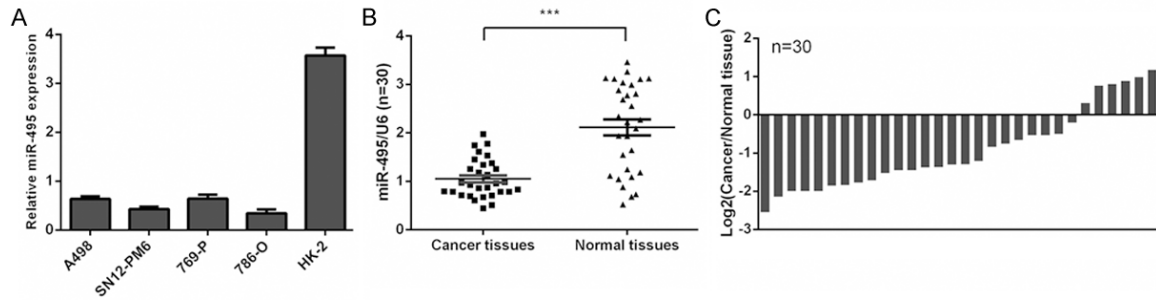 A
Relative miR-495 expression
4
3
2
1
0
A498
SN12-PM6
769-P
786-O
HK-2
B
miR-495/U6 (n=30)
4
3
2
1
0
***
Cancer tissues
Normal tissues
C
Log2(Cancer/Normal tissue)
2
1
0
-1
-2
-3
n=30